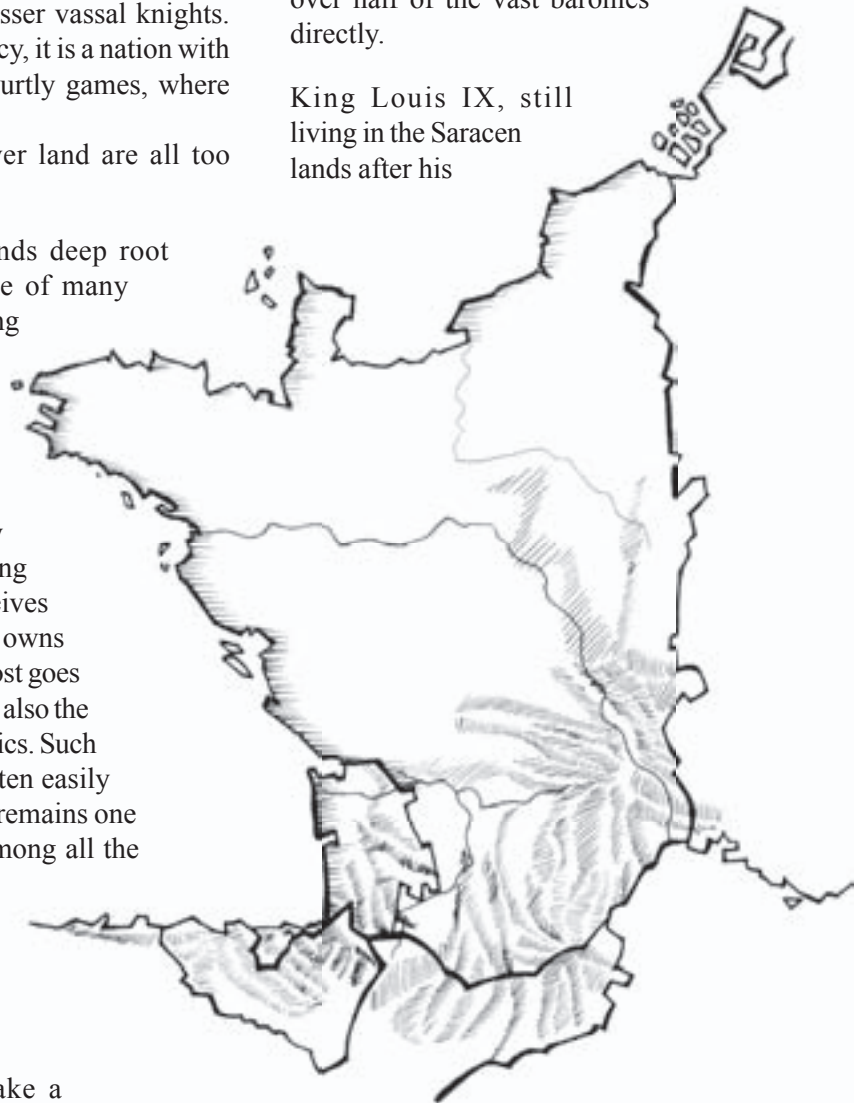 sser vassal knights.
cy, it is a nation with
urtly games, where
ver land are all too
nds deep root
e of many
ng
ng
eives
owns
ost goes
also the
ics. Such
ten easily
remains one
mong all the
ake a
over half of the vast baronies
directly.
King Louis IX, still
living in the Saracen
lands after his